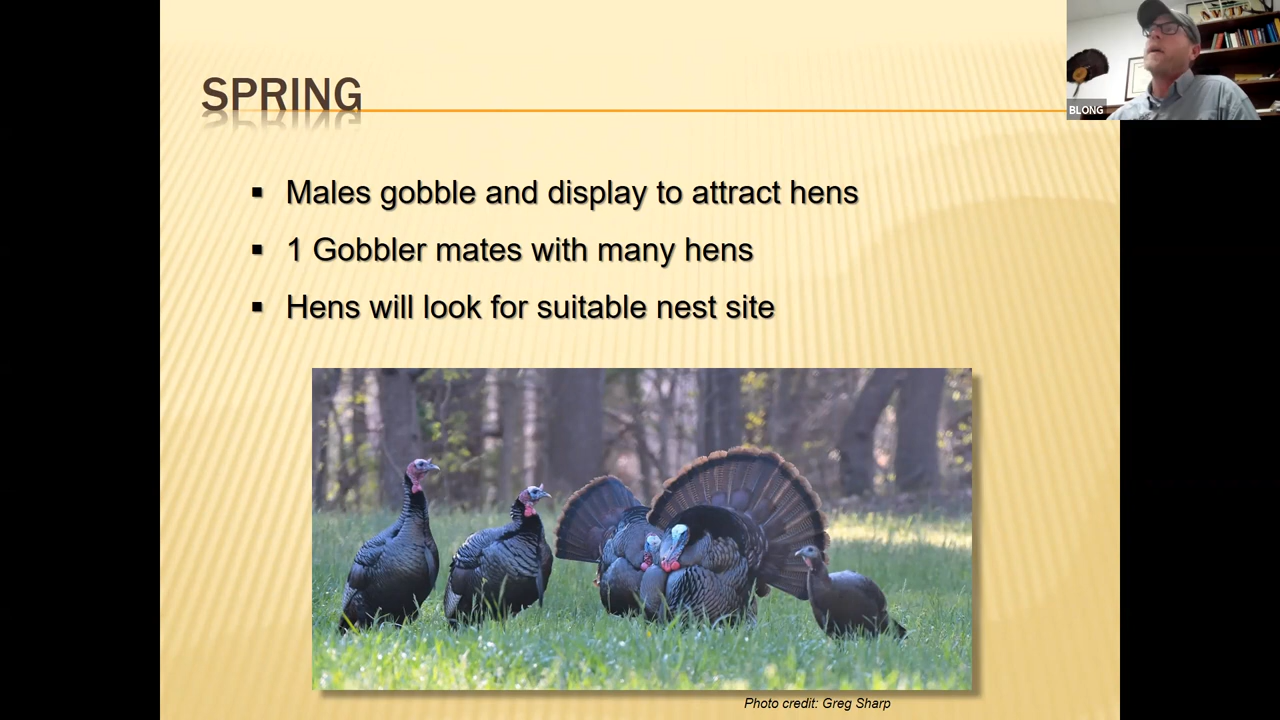 SPRING
BLONG
▪ Males gobble and display to attract hens
▪ 1 Gobbler mates with many hens
▪ Hens will look for suitable nest site
Photo credit: Greg Sharp